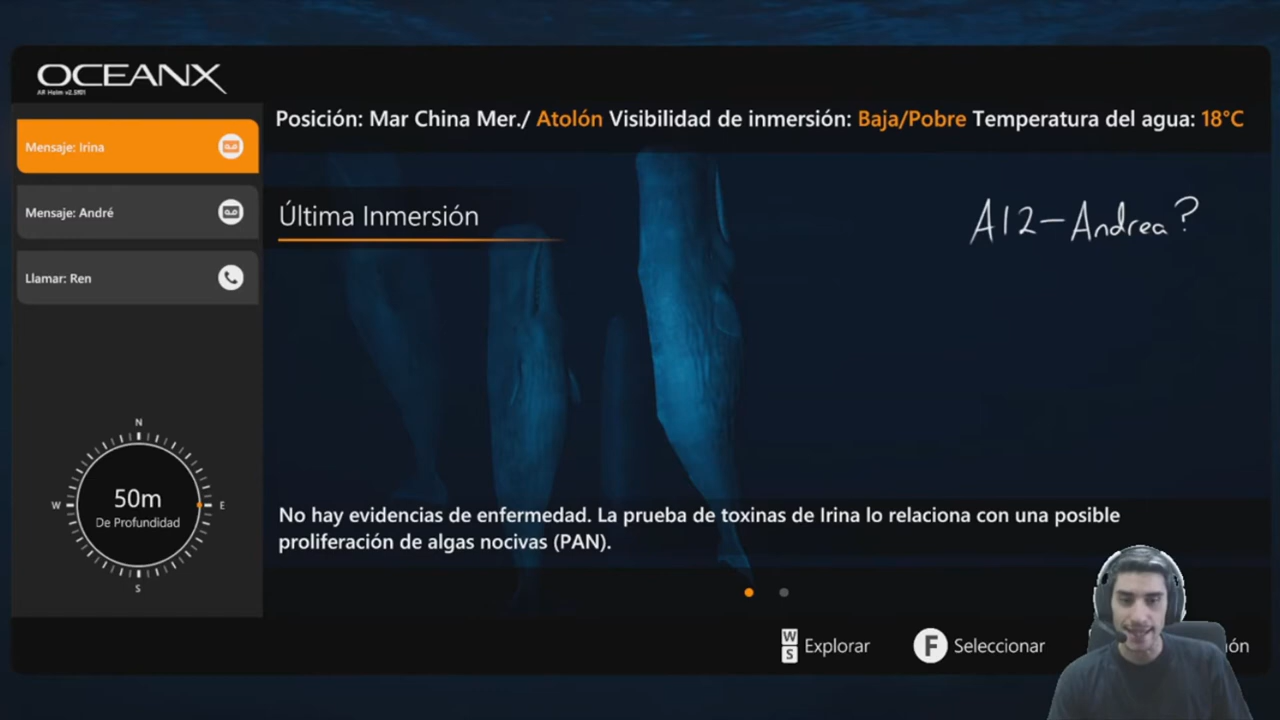 OCEANX
Posición: Mar China Mer./ Atolón Visibilidad de inmersión: Baja/Pobre Temperatura del agua: 18°C
Mensaje: Irina
Mensaje: André
Llamar: Ren
Última Inmersión
A12-Andrea?
N
W
E
S
50m
De Profundidad
No hay evidencias de enfermedad. La prueba de toxinas de Irina lo relaciona con una posible
proliferación de algas nocivas (PAN).
W
S
Explorar
F Seleccionar
ón